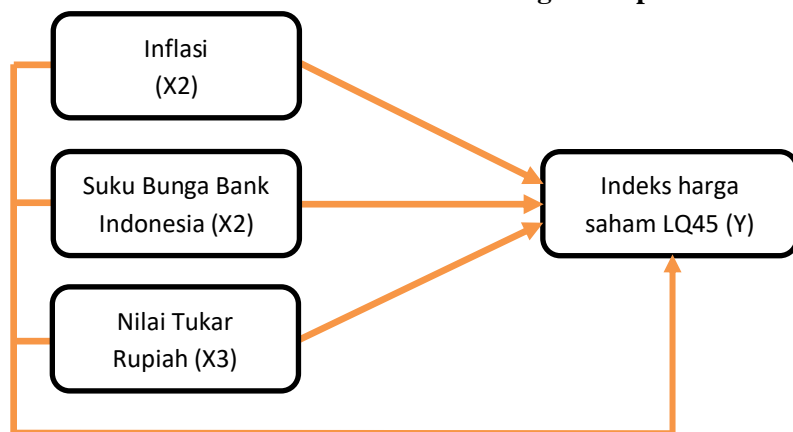 Inflasi
(X2)
Suku Bunga Bank
Indonesia (X2)
Indeks harga
saham LQ45 (Y)
Nilai Tukar
Rupiah (X3)